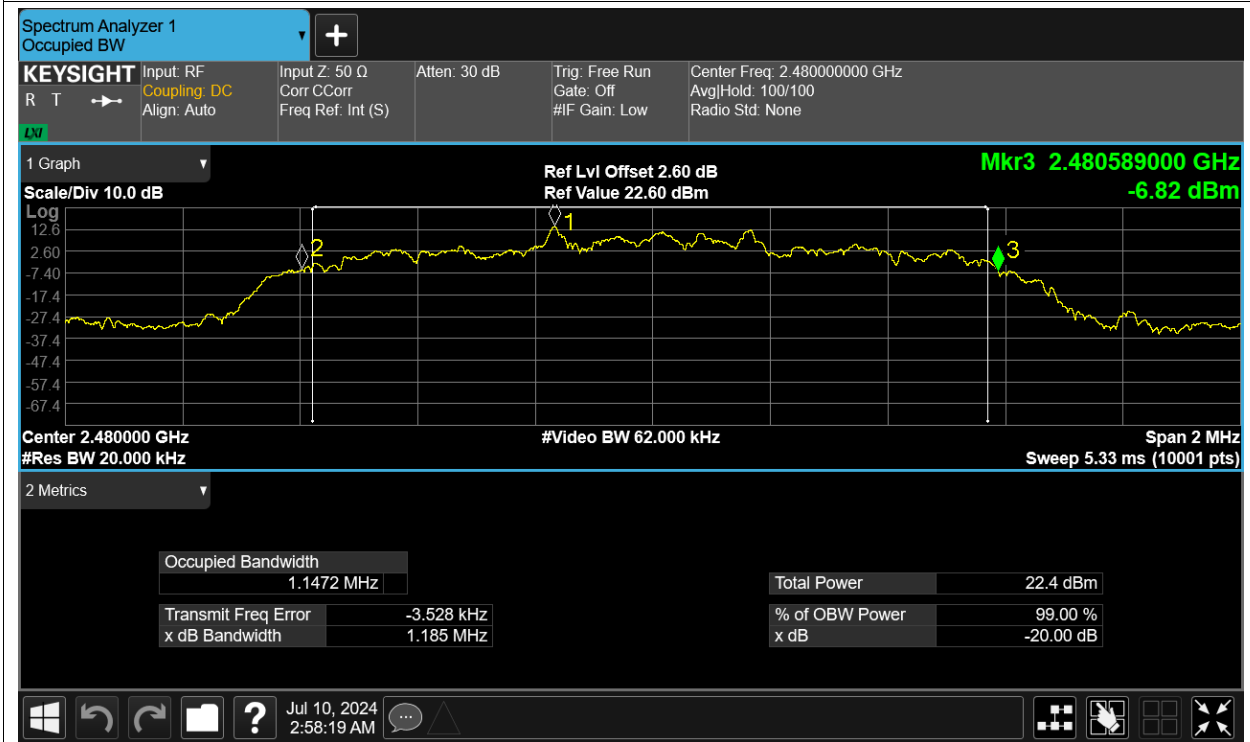 Spectrum Analyzer 1
Occupied BW
KEYSIGHT
R T
LXI
Input: RF
Coupling: DC
Align: Auto
Input Z: 50 Ω
Corr CCorr
Freq Ref: Int (S)
Atten: 30 dB
Trig: Free Run
Gate: Off
#IF Gain: Low
Center Freq: 2.480000000 GHz
Avg|Hold: 100/100
Radio Std: None
1 Graph
Scale/Div 10.0 dB
Ref Lvl Offset 2.60 dB
Ref Value 22.60 dBm
Mkr3 2.480589000 GHz
-6.82 dBm
Log
12.6
2.60
-7.40
-17.4
-27.4
-37.4
-47.4
-57.4
-67.4
1
2
3
Center 2.480000 GHz
#Video BW 62.000 kHz
Span 2 MHz
#Res BW 20.000 kHz
Sweep 5.33 ms (10001 pts)
2 Metrics
Occupied Bandwidth
1.1472 MHz
Total Power 22.4 dBm
Transmit Freq Error -3.528 kHz
% of OBW Power 99.00 %
x dB Bandwidth 1.185 MHz
x dB -20.00 dB
?
Jul 10, 2024
2:58:19 AM